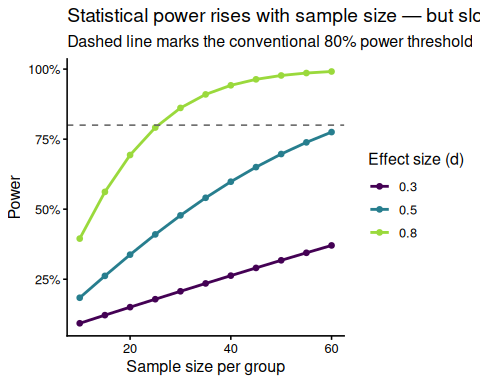 Statistical power rises with sample size — but
Dashed line marks the conventional 80% power threshold
100%
75%
50%
25%
Power
20
40
60
Sample size per group
Effect size (d)
0.3
0.5
0.8